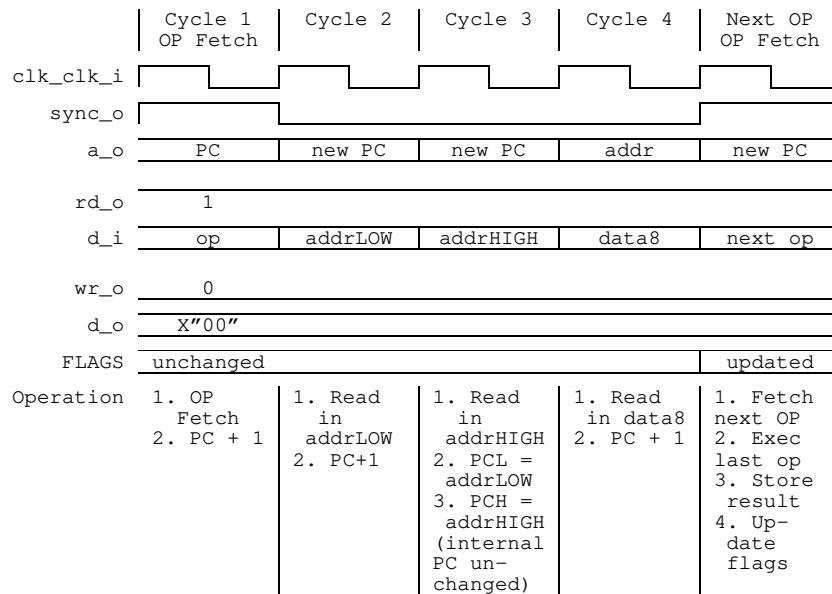 Cycle 1 Cycle 2 Cycle 3 Cycle 4 Next OP
OP Fetch OP Fetch
clk_clk_i
sync_o
a_o PC new PC new PC addr new PC
rd_o 1
d_i op addrLOW addrHIGH data8 next op
wr_o 0
d_o X"00"
FLAGS unchanged updated
Operation 1. OP 1. Read 1. Read 1. Read 1. Fetch
Fetch in in in data8 next OP
2. PC + 1 addrLOW addrHIGH 2. PC + 1 2. Exec
2. PC+1 2. PCL = last op
addrLOW 3. Store
3. PCH = result
addrHIGH 4. Up-
(internal date
PC un- flags
changed)